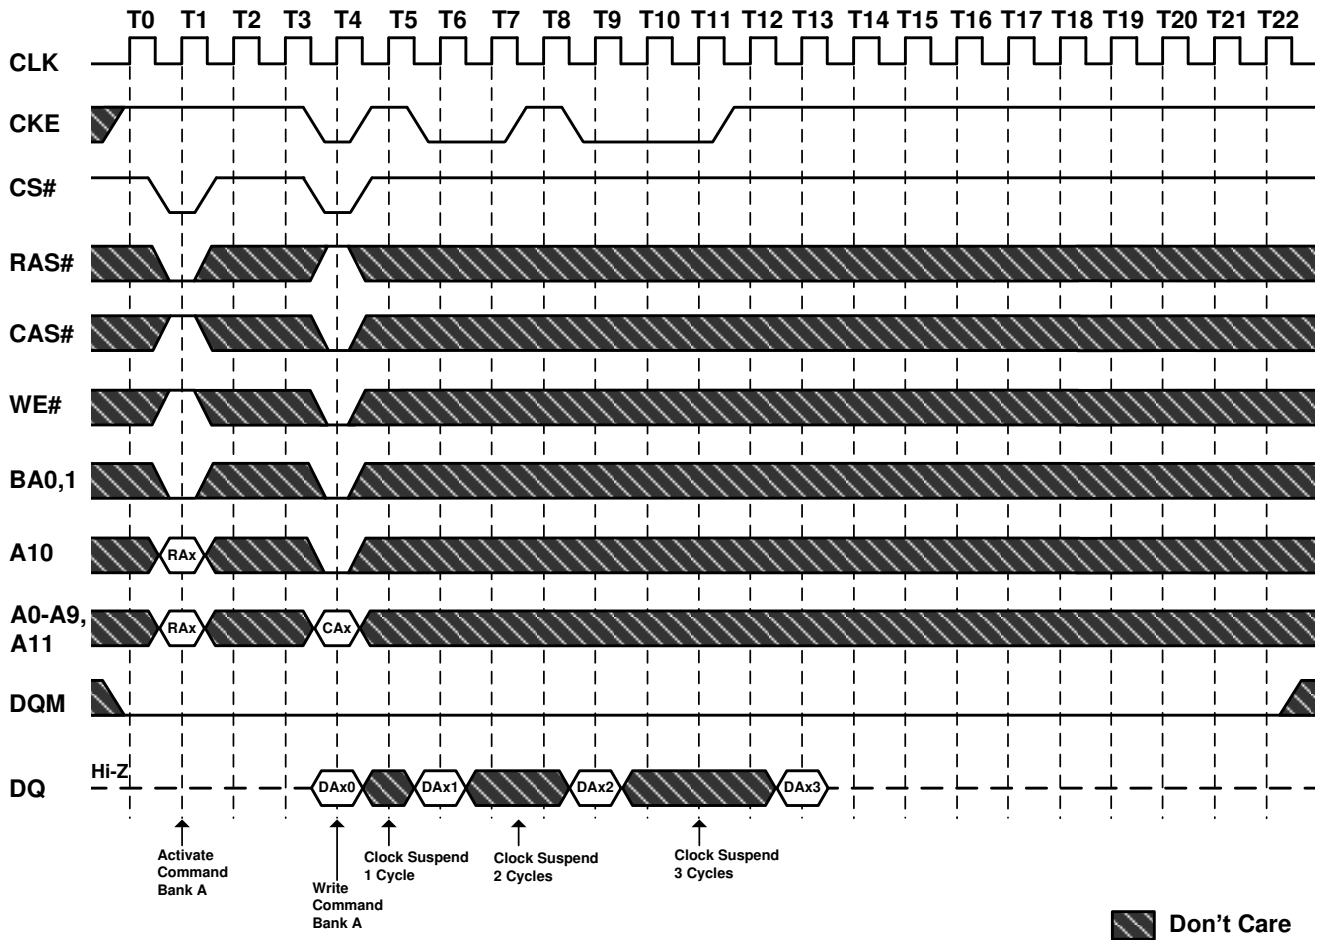 T0 T1 T2 T3 T4 T5 T6 T7 T8 T9 T10 T11 T12 T13 T14 T15 T16 T17 T18 T19 T20 T21 T22
CLK
CKE
CS#
RAS#
CAS#
WE#
BA0,1
A10 RAx
A0-A9,
A11 RAx CAx
DQM
Hi-Z
DQ DAx0 DAx1 DAx2 DAx3
Activate
Command
Bank A
Write
Command
Bank A
Clock Suspend
1 Cycle
Clock Suspend
2 Cycles
Clock Suspend
3 Cycles
Don't Care